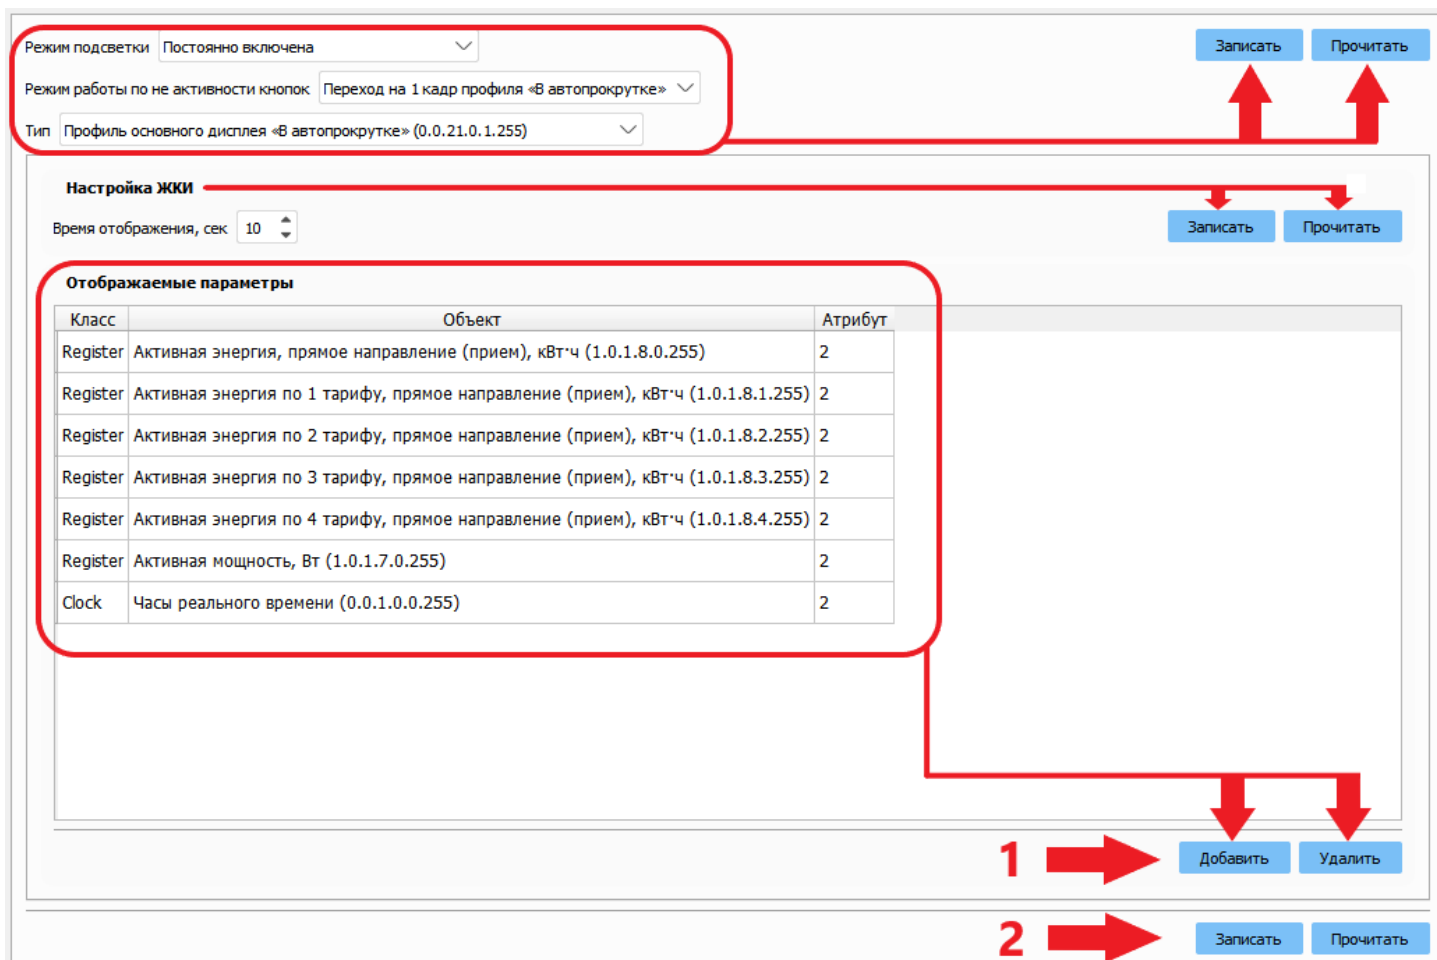 Режим подсветки Постоянно включена Записать Прочитать
Режим работы по не активности кнопок Переход на 1 кадр профиля «В автопрокрутке»
Тип Профиль основного дисплея «В автопрокрутке» (0.0.21.0.1.255)
Настройка ЖКИ
Время отображения, сек 10 Записать Прочитать
Отображаемые параметры
Класс Объект Атрибут
Register Активная энергия, прямое направление (прием), кВт·ч (1.0.1.8.0.255) 2
Register Активная энергия по 1 тарифу, прямое направление (прием), кВт·ч (1.0.1.8.1.255) 2
Register Активная энергия по 2 тарифу, прямое направление (прием), кВт·ч (1.0.1.8.2.255) 2
Register Активная энергия по 3 тарифу, прямое направление (прием), кВт·ч (1.0.1.8.3.255) 2
Register Активная энергия по 4 тарифу, прямое направление (прием), кВт·ч (1.0.1.8.4.255) 2
Register Активная мощность, Вт (1.0.1.7.0.255) 2
Clock Часы реального времени (0.0.1.0.0.255) 2
1 Добавить Удалить
2 Записать Прочитать